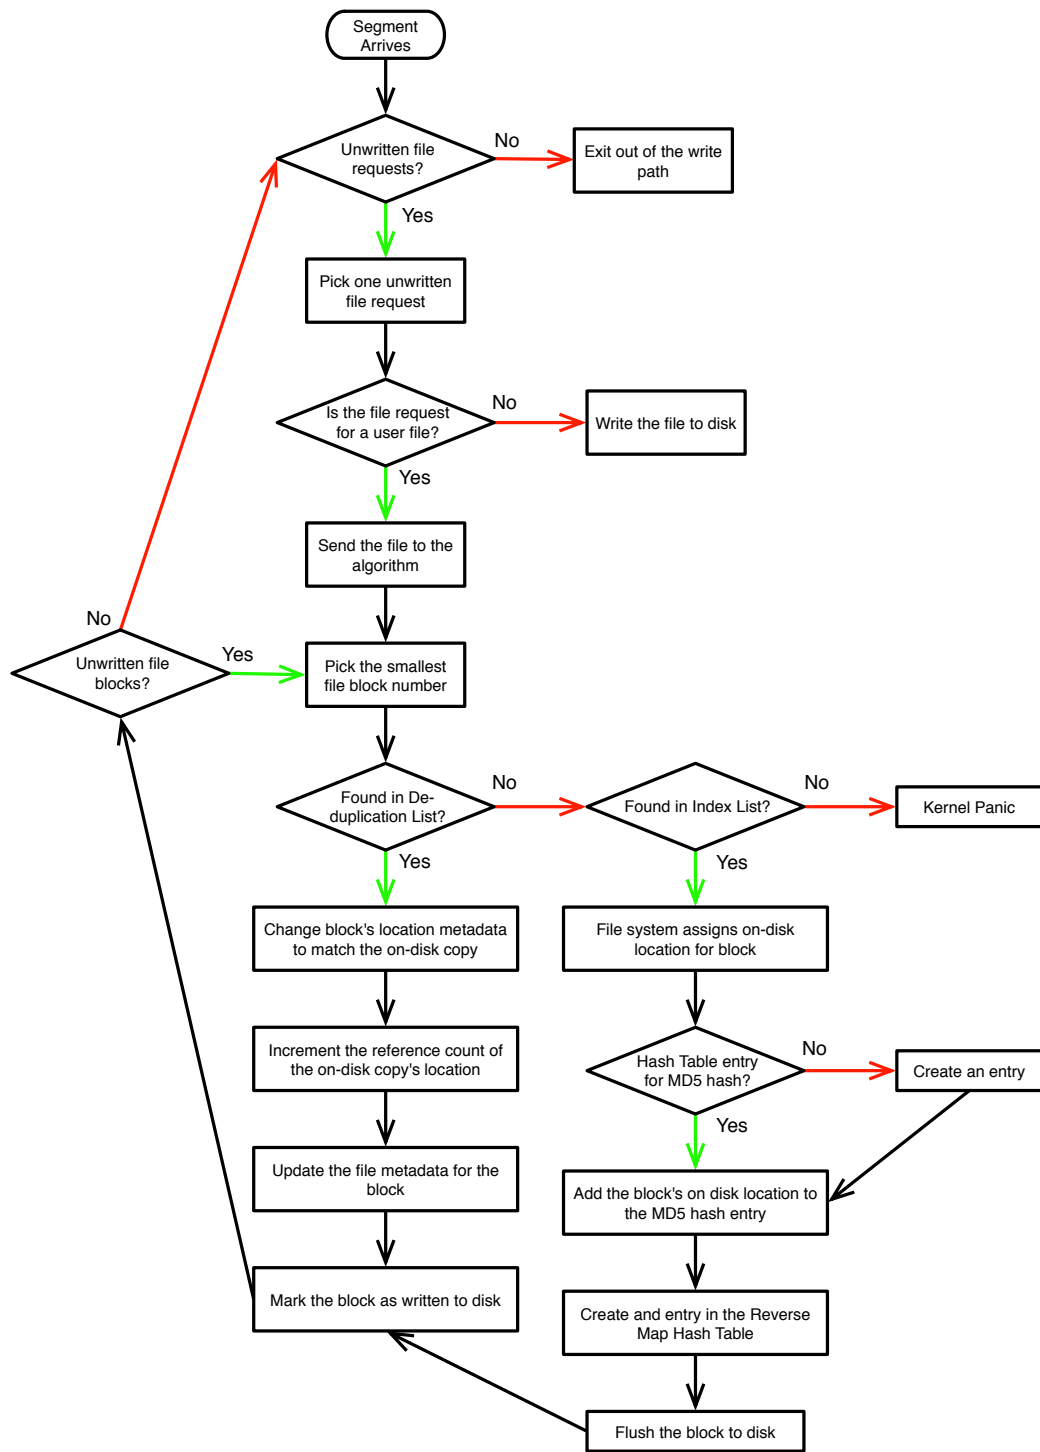 Segment
Arrives
Unwritten file
requests?
No
Exit out of the write
path
Yes
Pick one unwritten
file request
Is the file request
for a user file?
No
Write the file to disk
Yes
Send the file to the
algorithm
No
Unwritten file
blocks?
Yes
Pick the smallest
file block number
Found in De-
duplication List?
No
Found in Index List?
No
Kernel Panic
Yes
Yes
Change block's location metadata
to match the on-disk copy
File system assigns on-disk
location for block
Increment the reference count of
the on-disk copy's location
Hash Table entry
for MD5 hash?
No
Create an entry
Yes
Update the file metadata for the
block
Add the block's on disk location to
the MD5 hash entry
Mark the block as written to disk
Create and entry in the Reverse
Map Hash Table
Flush the block to disk